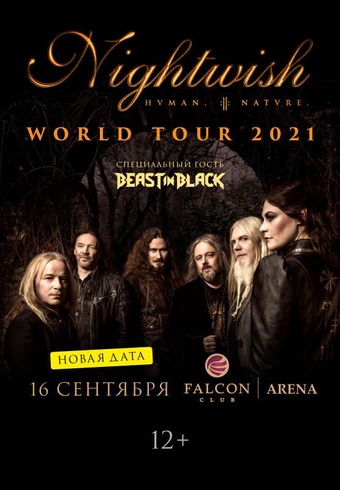 Nightwish
HVMAN. :||: NATVRE.
WORLD TOUR 2021
СПЕЦИАЛЬНЫЙ ГОСТЬ
BEAST IN BLACK
НОВАЯ ДАТА
16 СЕНТЯБРЯ FALCON CLUB | ARENA
12+